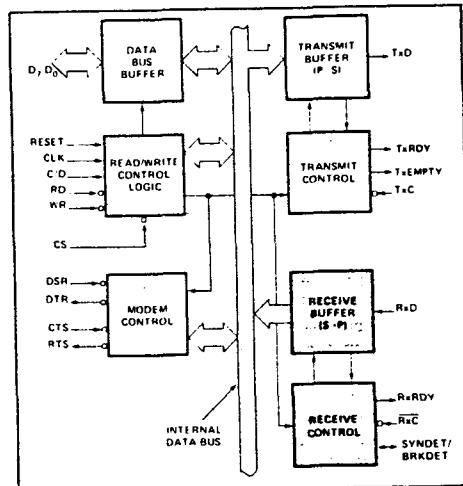 DATA
BUS
BUFFER
D7 D0
TRANSMIT
BUFFER
(P S)
TxD
RESET
CLK
C/D
RD
WR
CS
READ/WRITE
CONTROL
LOGIC
TRANSMIT
CONTROL
TxRDY
TxEMPTY
TxC
DSR
DTR
CTS
RTS
MODEM
CONTROL
RECEIVE
BUFFER
(S-P)
RxD
INTERNAL
DATA BUS
RECEIVE
CONTROL
RxRDY
RxC
SYNDET/
BRKDET